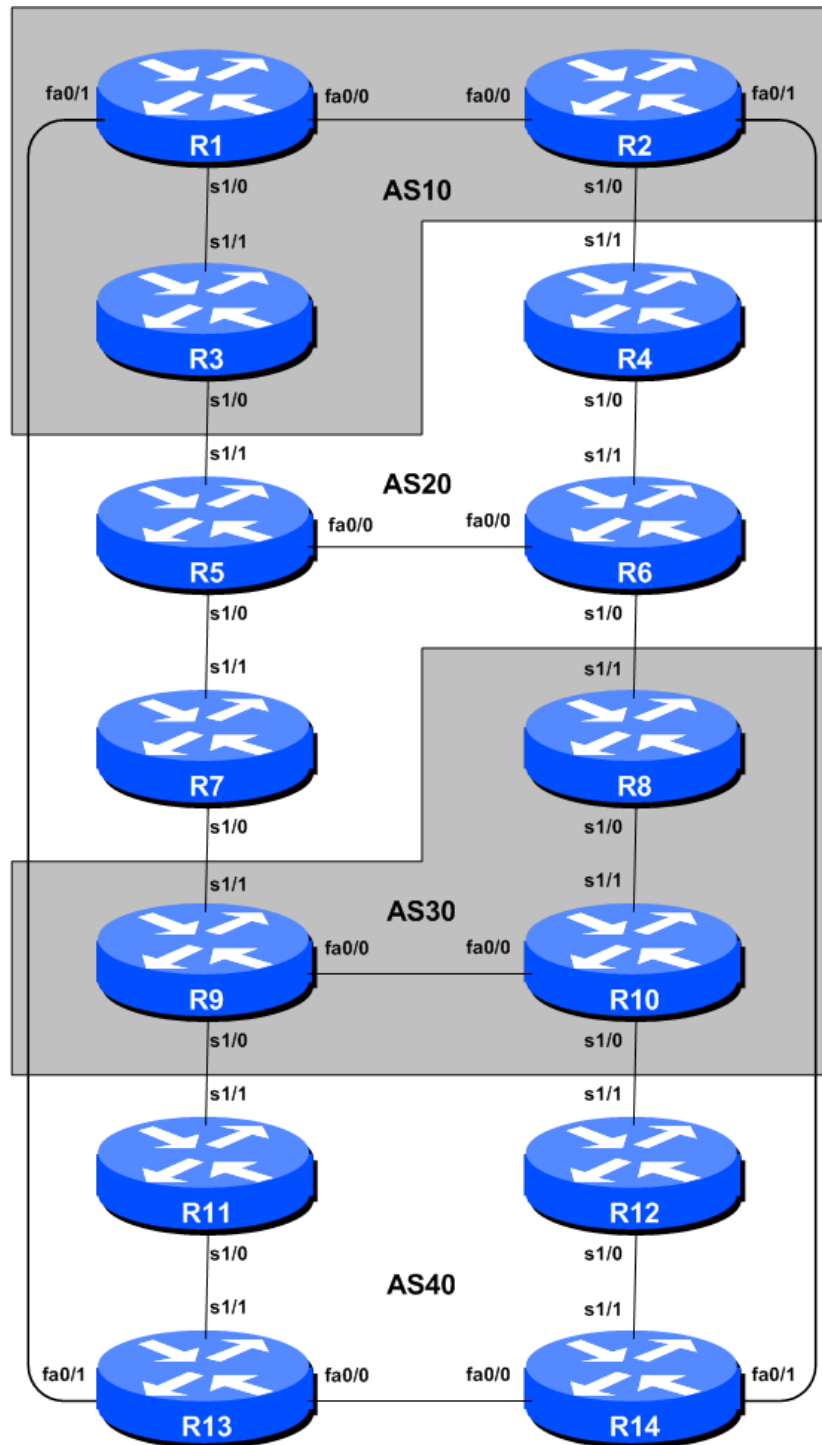 fa0/1 fa0/0 fa0/0 fa0/1
R1 R2
s1/0 AS10 s1/0
s1/1 s1/1
R3 R4
s1/0 s1/0
s1/1 AS20 s1/1
fa0/0 fa0/0
R5 R6
s1/0 s1/0
s1/1 s1/1
R7 R8
s1/0 s1/0
s1/1 AS30 s1/1
fa0/0 fa0/0
R9 R10
s1/0 s1/0
s1/1 s1/1
R11 R12
s1/0 s1/0
AS40
s1/1 s1/1
fa0/1 fa0/0 fa0/0 fa0/1
R13 R14